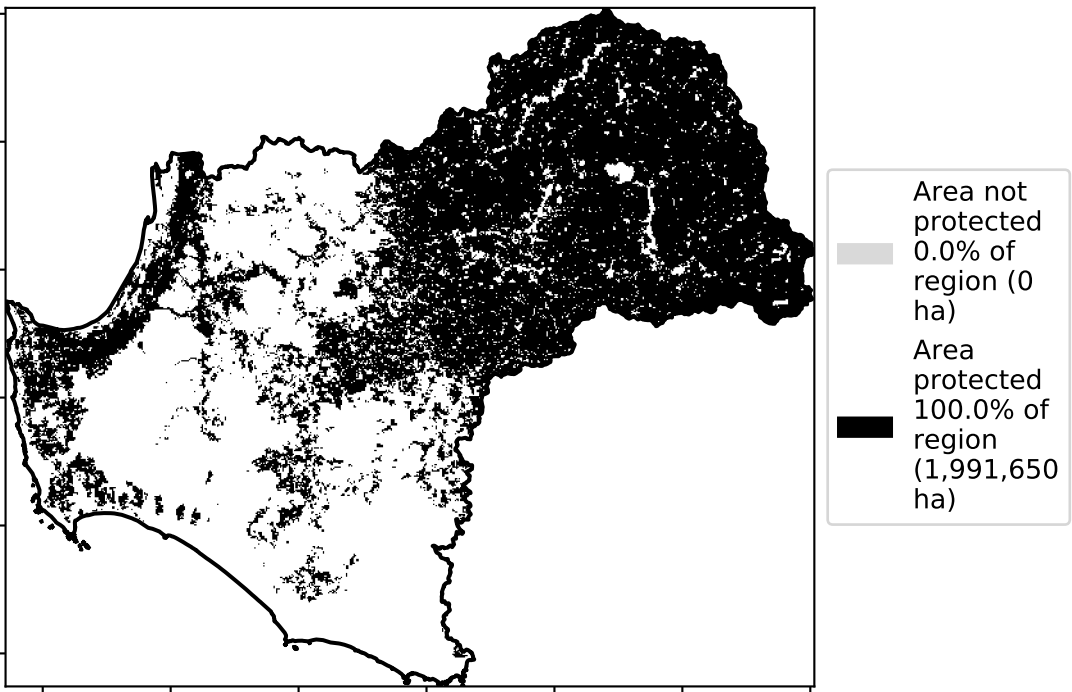 Area not
protected
0.0% of
region (0
ha)
Area
protected
100.0% of
region
(1,991,650
ha)